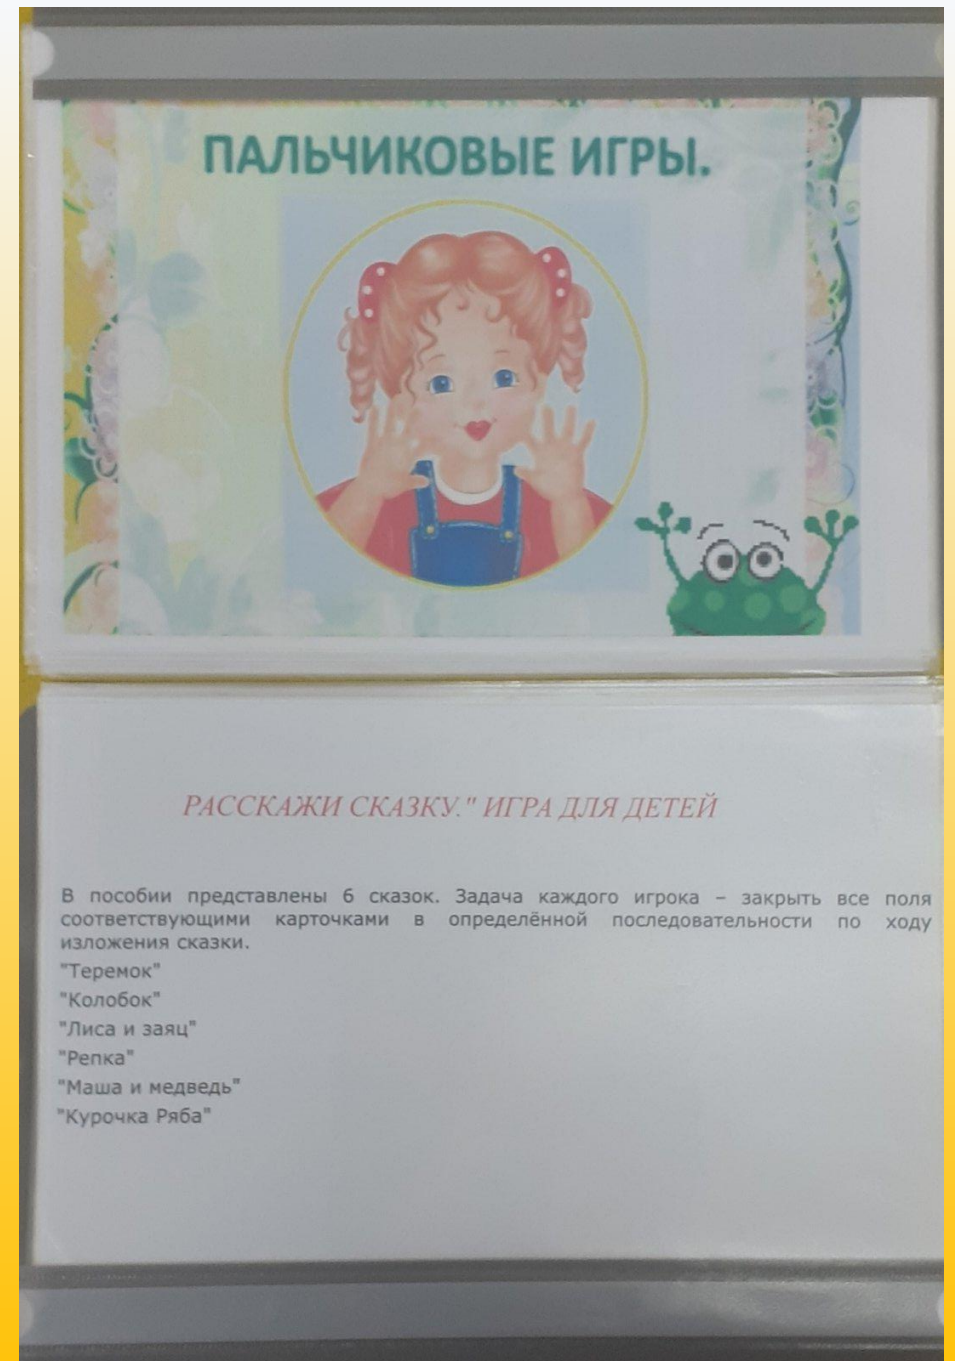 ПАЛЬЧИКОВЫЕ ИГРЫ.
РАССКАЖИ СКАЗКУ." ИГРА ДЛЯ ДЕТЕЙ
В пособии представлены 6 сказок. Задача каждого игрока – закрыть все поля
соответствующими карточками в определённой последовательности по ходу
изложения сказки.
"Теремок"
"Колобок"
"Лиса и заяц"
"Репка"
"Маша и медведь"
"Курочка Ряба"